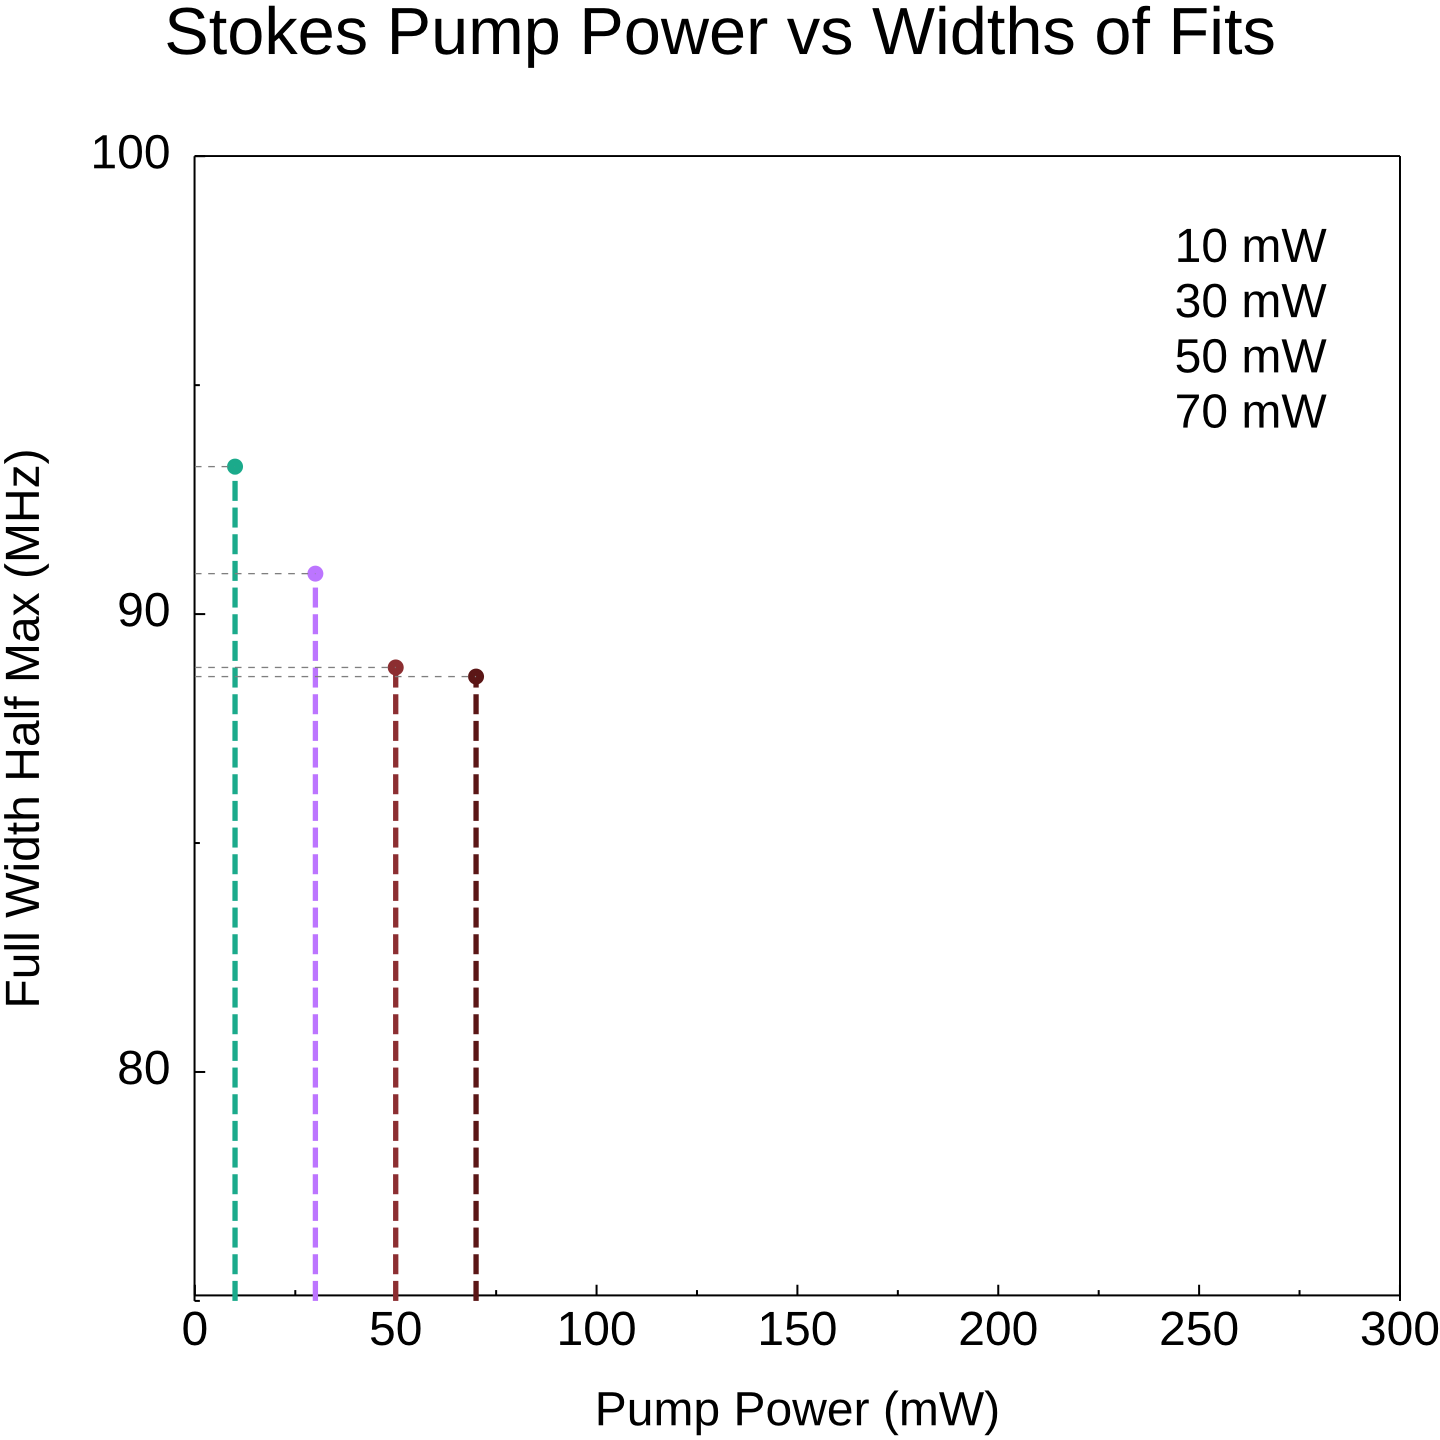 Stokes Pump Power vs Widths of Fits
100
90
80
Full Width Half Max (MHz)
10 mW
30 mW
50 mW
70 mW
0 50 100 150 200 250 300
Pump Power (mW)